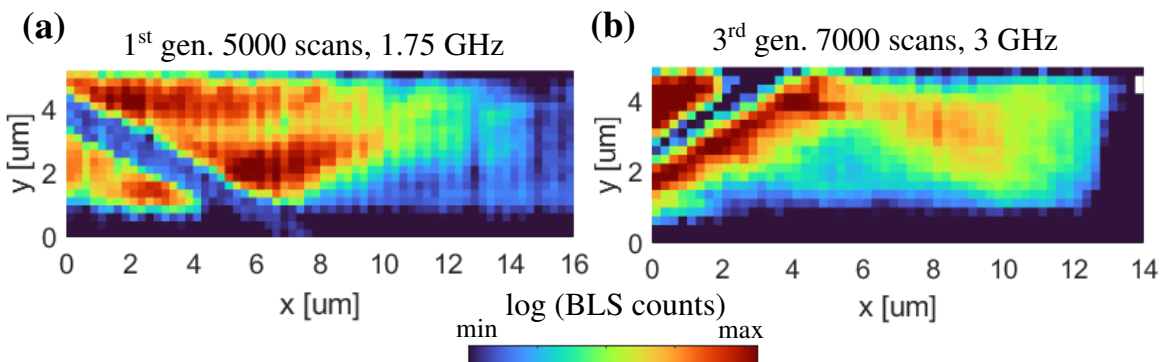 (a)
1st gen. 5000 scans, 1.75 GHz
y [um]
4
2
0
0 2 4 6 8 10 12 14 16
x [um]
(b)
3rd gen. 7000 scans, 3 GHz
y [um]
4
2
0
0 2 4 6 8 10 12 14
x [um]
log (BLS counts)
min max